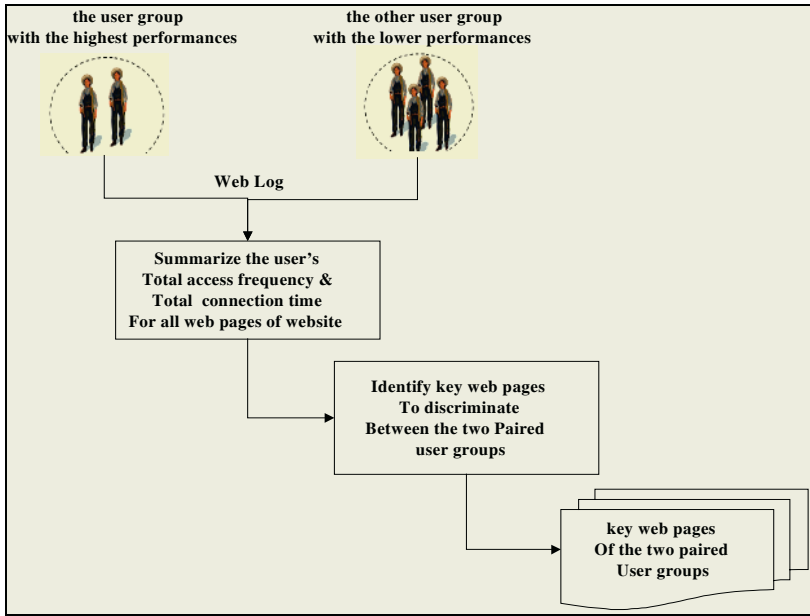 the user group
with the highest performances
the other user group
with the lower performances
Web Log
Summarize the user's
Total access frequency &
Total connection time
For all web pages of website
Identify key web pages
To discriminate
Between the two Paired
user groups
key web pages
Of the two paired
User groups